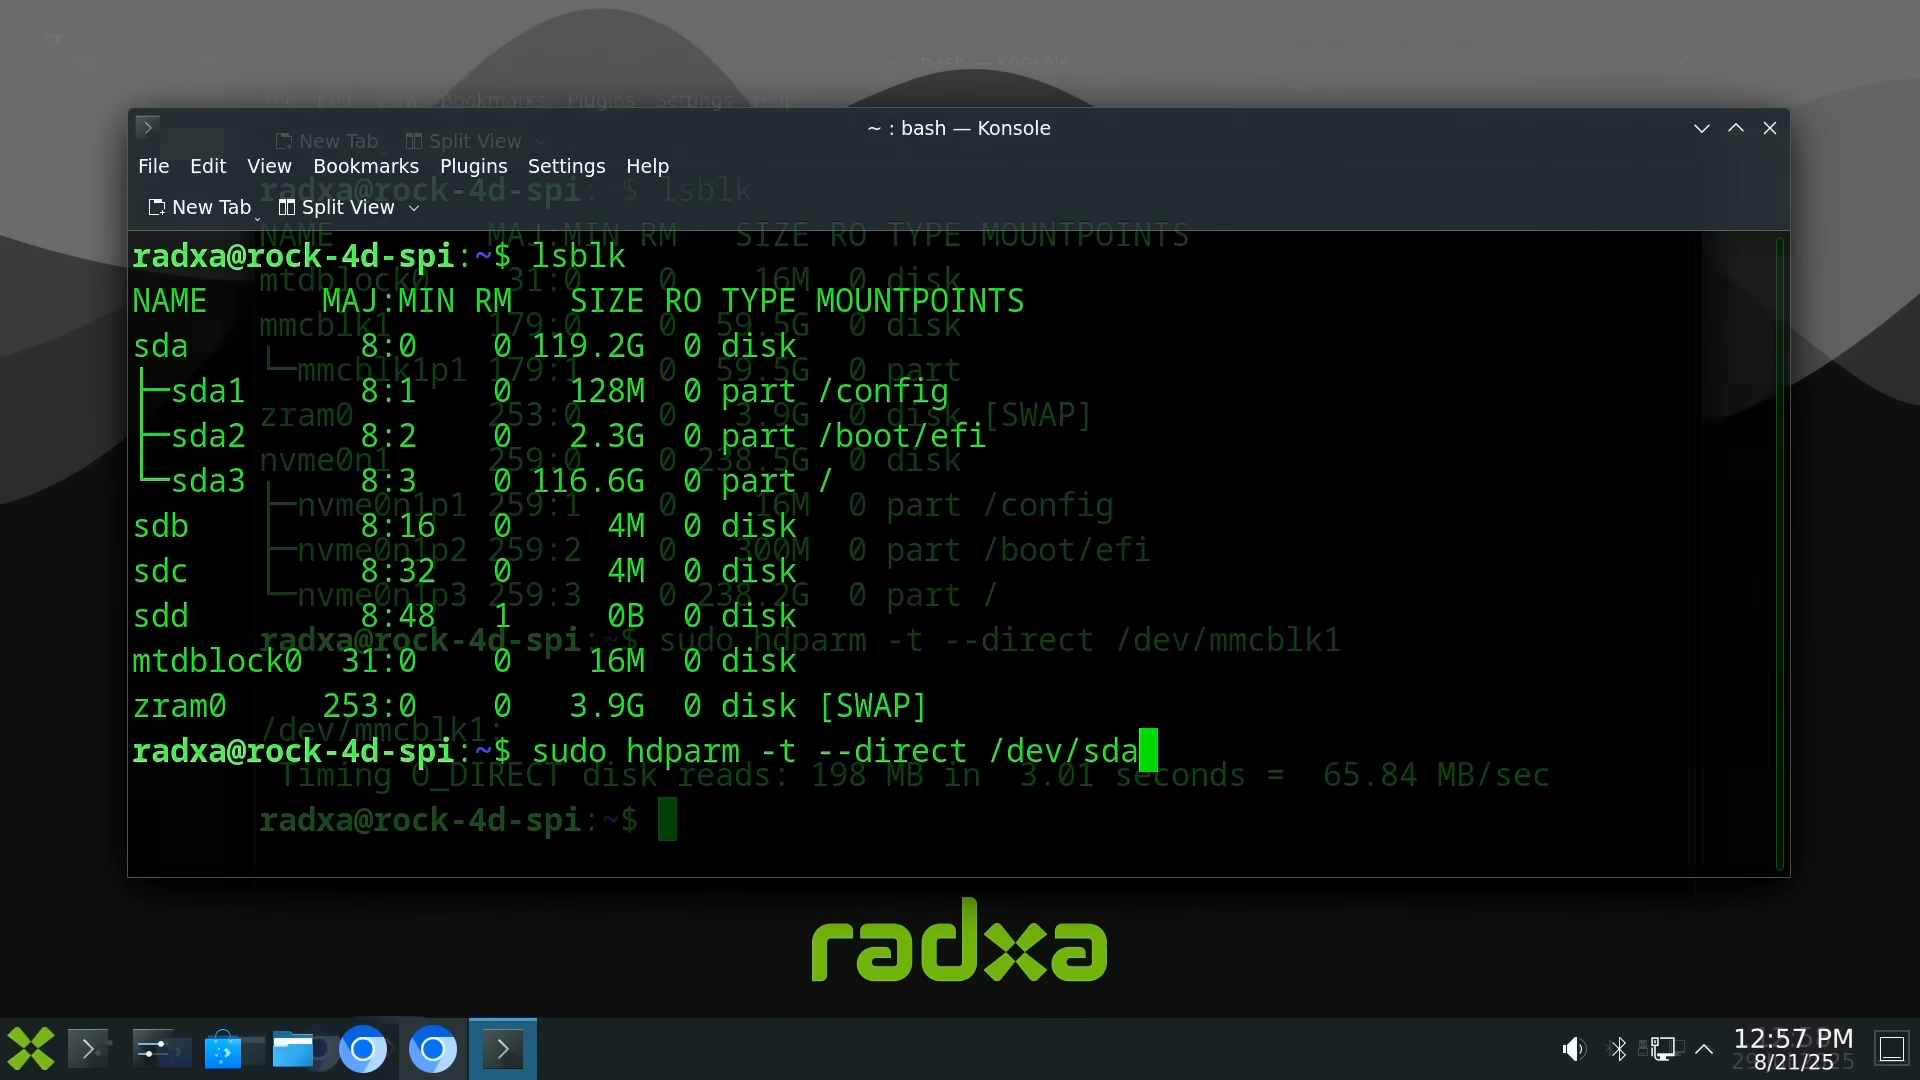 ~ : bash — Konsole
File Edit View Bookmarks Plugins Settings Help
New Tab Split View
radxa@rock-4d-spi:~$ lsblk
NAME MAJ:MIN RM SIZE RO TYPE MOUNTPOINTS
sda 8:0 0 119.2G 0 disk
├─sda1 8:1 0 128M 0 part /config
├─sda2 8:2 0 2.3G 0 part /boot/efi
└─sda3 8:3 0 116.6G 0 part /
sdb 8:16 0 4M 0 disk
sdc 8:32 0 4M 0 disk
sdd 8:48 1 0B 0 disk
mtdblock0 31:0 0 16M 0 disk
zram0 253:0 0 3.9G 0 disk [SWAP]
radxa@rock-4d-spi:~$ sudo hdparm -t --direct /dev/sda
bash — Konsole
Edit View Bookmarks Plugins Settings Help
New Tab Split View
radxa@rock-4d-spi: $ lsblk
NAME MAJ:MIN RM SIZE RO TYPE MOUNTPOINTS
mtdblock0 31:0 0 16M 0 disk
mmcblk1 179:0 0 59.5G 0 disk
└─mmcblk1p1 179:1 0 59.5G 0 part
zram0 253:0 0 3.9G 0 disk [SWAP]
nvme0n1 259:0 0 238.5G 0 disk
├─nvme0n1p1 259:1 0 16M 0 part /config
├─nvme0n1p2 259:2 0 300M 0 part /boot/efi
└─nvme0n1p3 259:3 0 238.2G 0 part /
radxa@rock-4d-spi:~$ sudo hdparm -t --direct /dev/mmcblk1
/dev/mmcblk1:
Timing O_DIRECT disk reads: 198 MB in 3.01 seconds = 65.84 MB/sec
radxa@rock-4d-spi:~$
radxa
12:57 PM
8/21/25